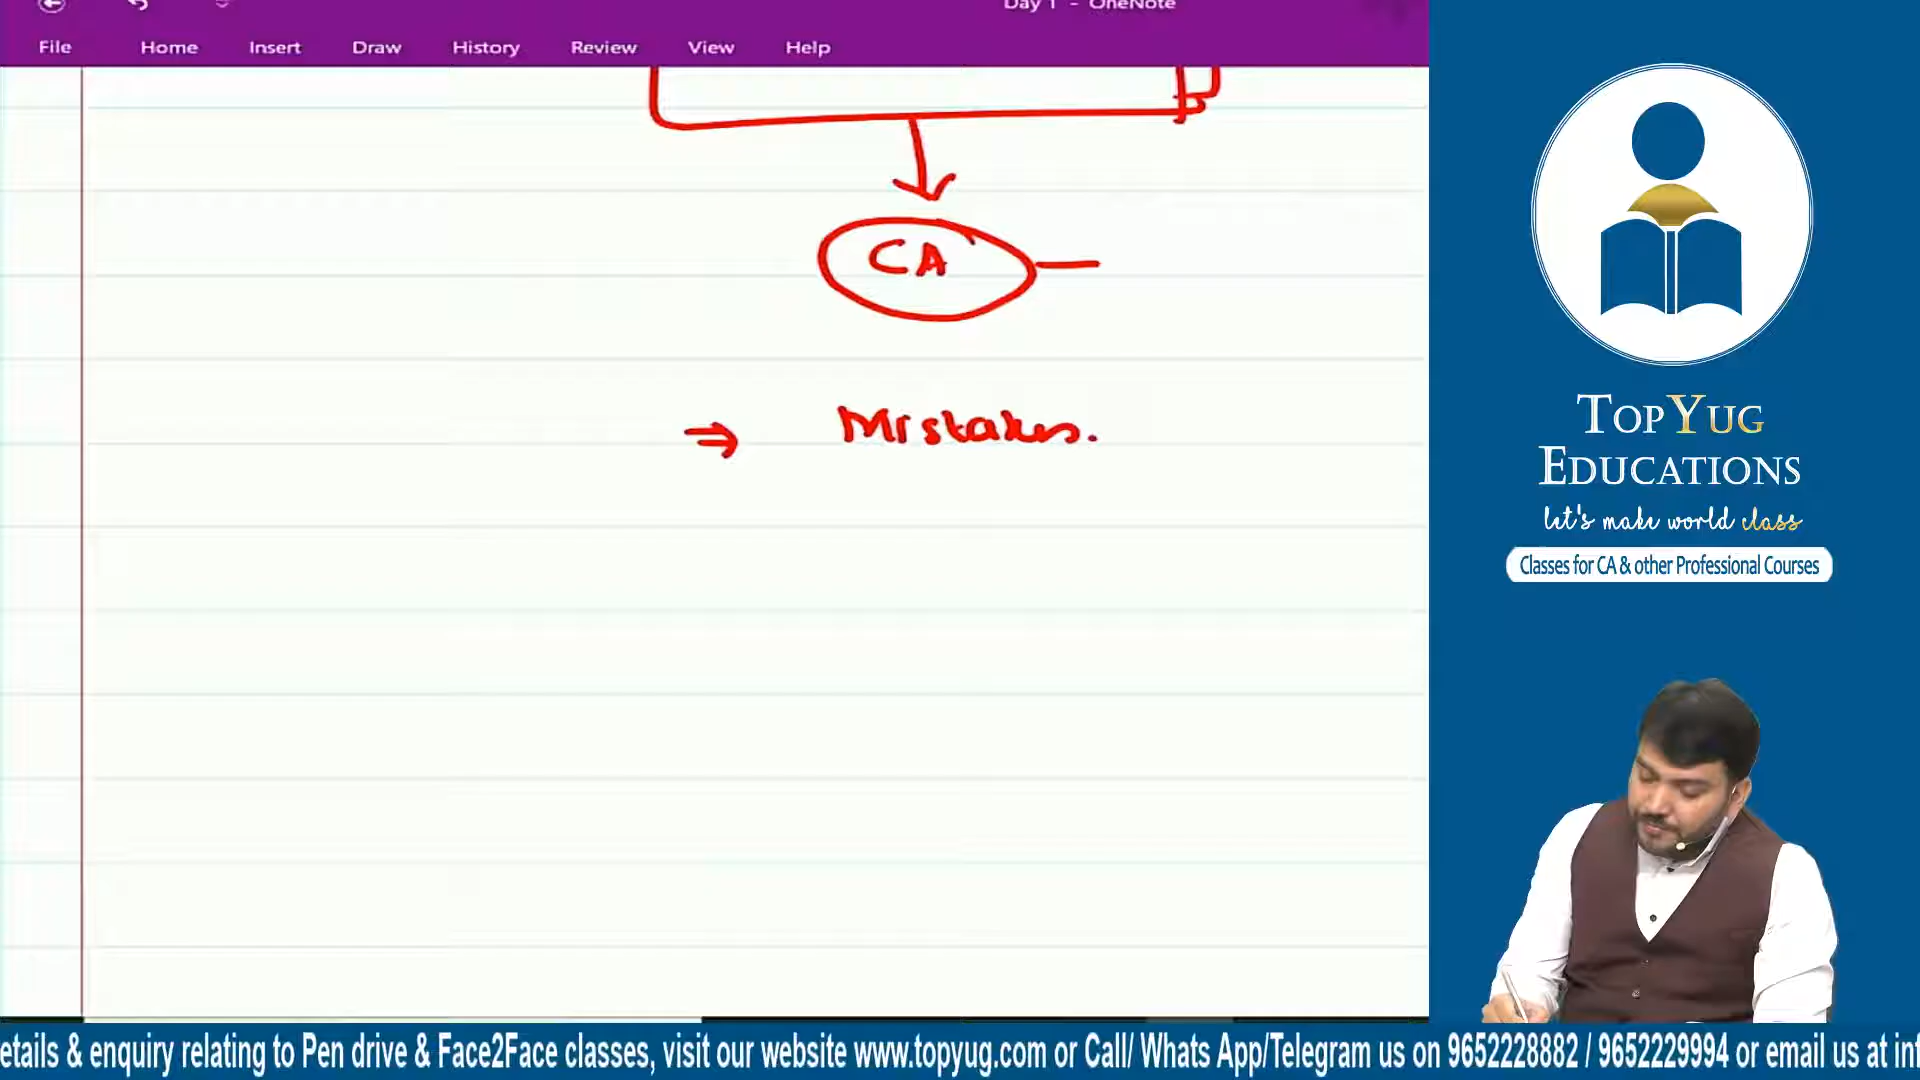 Day 1 - OneNote
File Home Insert Draw History Review View Help
CA
⇒ Mistakes.
TOPYUG
EDUCATIONS
let's make world class
Classes for CA & other Professional Courses
etails & enquiry relating to Pen drive & Face2Face classes, visit our website www.topyug.com or Call/ Whats App/Telegram us on 9652228882 / 9652229994 or email us at inf